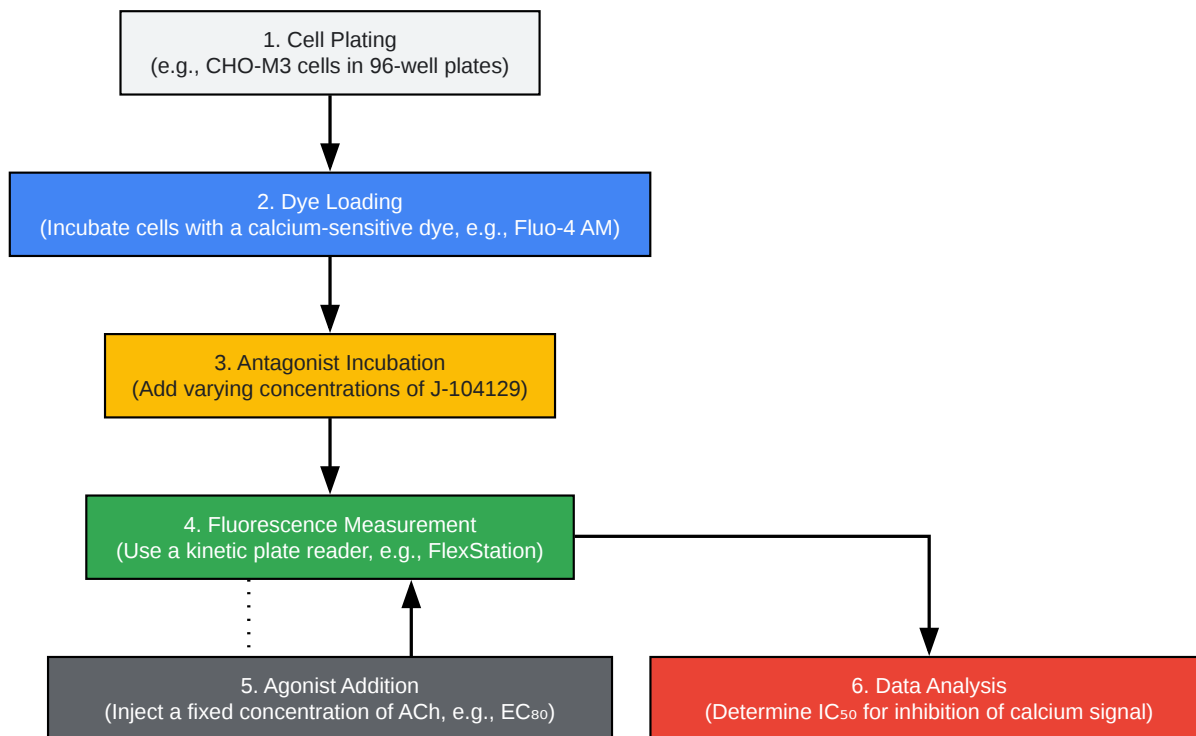 1. Cell Plating
(e.g., CHO-M3 cells in 96-well plates)
2. Dye Loading
(Incubate cells with a calcium-sensitive dye, e.g., Fluo-4 AM)
3. Antagonist Incubation
(Add varying concentrations of J-104129)
4. Fluorescence Measurement
(Use a kinetic plate reader, e.g., FlexStation)
5. Agonist Addition
(Inject a fixed concentration of ACh, e.g., EC₈₀)
6. Data Analysis
(Determine IC₅₀ for inhibition of calcium signal)